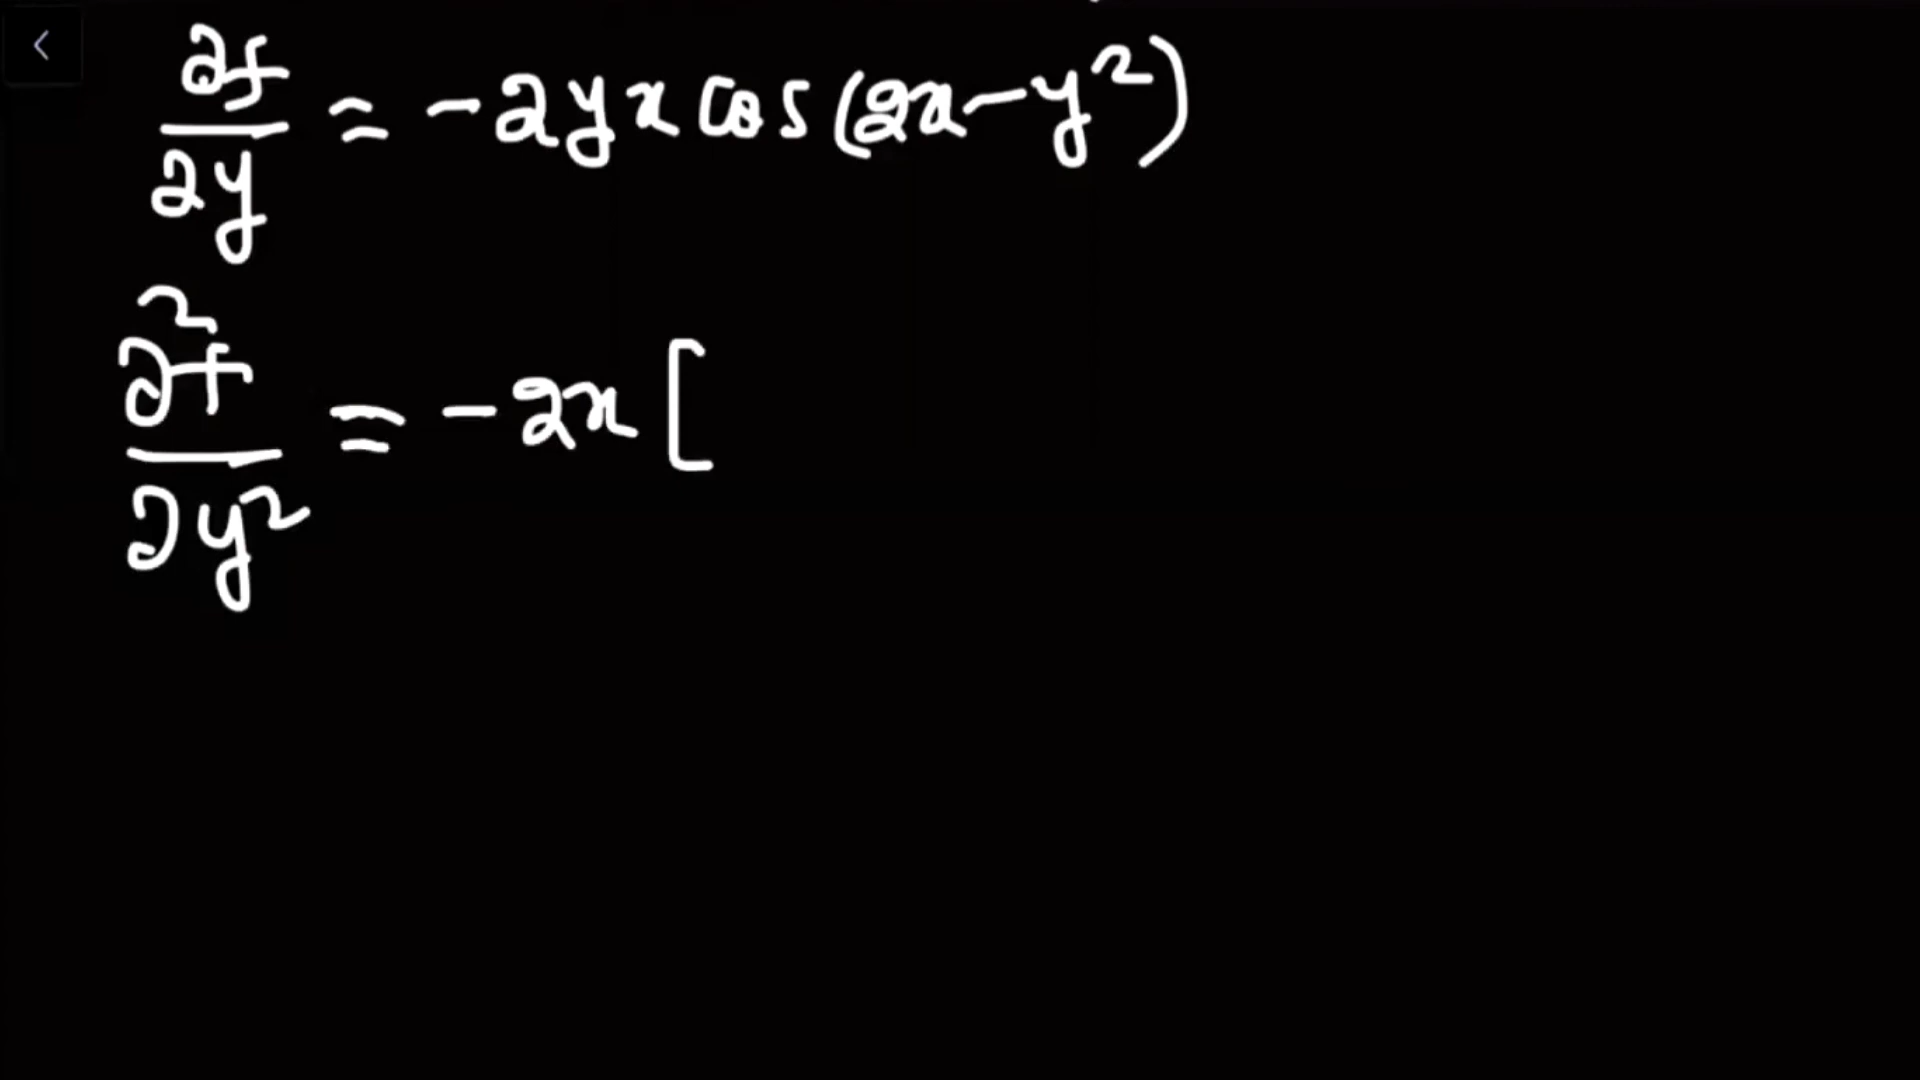 ∂f/∂y = -2yx cos(2x-y²)
∂²f/∂y² = -2x [